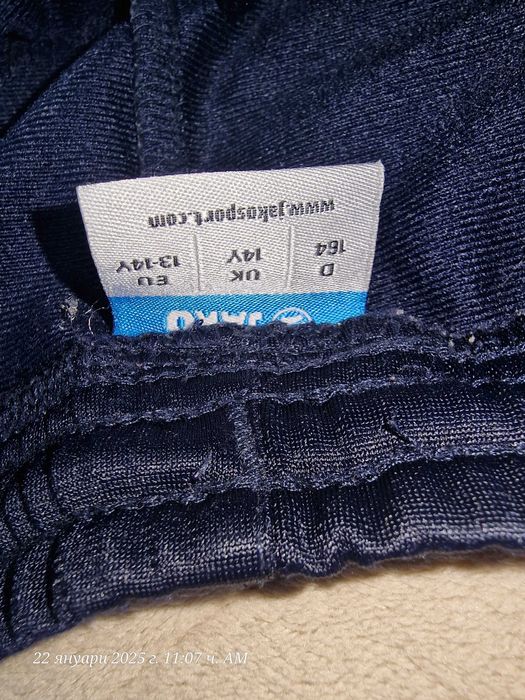 JAKO
D UK EU
164 14Y 13-14Y
www.jakosport.com
22 януари 2025 г. 11:07 ч. AM